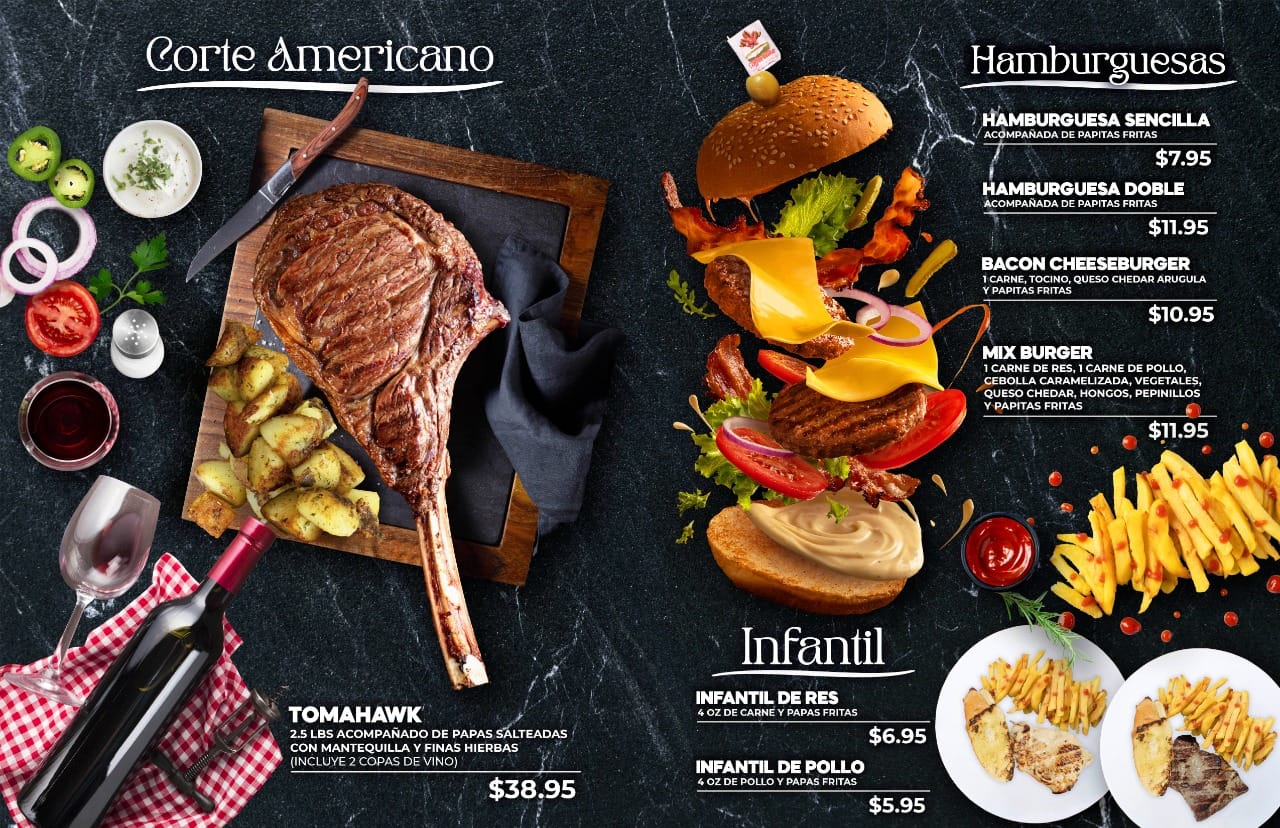 Corte Americano
TOMAHAWK
2.5 LBS ACOMPAÑADO DE PAPAS SALTEADAS
CON MANTEQUILLA Y FINAS HIERBAS
(INCLUYE 2 COPAS DE VINO)
$38.95
Hamburguesas
HAMBURGUESA SENCILLA
ACOMPAÑADA DE PAPITAS FRITAS
$7.95
HAMBURGUESA DOBLE
ACOMPAÑADA DE PAPITAS FRITAS
$11.95
BACON CHEESEBURGER
1 CARNE, TOCINO, QUESO CHEDAR ARUGULA
Y PAPITAS FRITAS
$10.95
MIX BURGER
1 CARNE DE RES, 1 CARNE DE POLLO,
CEBOLLA CARAMELIZADA, VEGETALES,
QUESO CHEDAR, HONGOS, PEPINILLOS
Y PAPITAS FRITAS
$11.95
Infantil
INFANTIL DE RES
4 OZ DE CARNE Y PAPAS FRITAS
$6.95
INFANTIL DE POLLO
4 OZ DE POLLO Y PAPAS FRITAS
$5.95